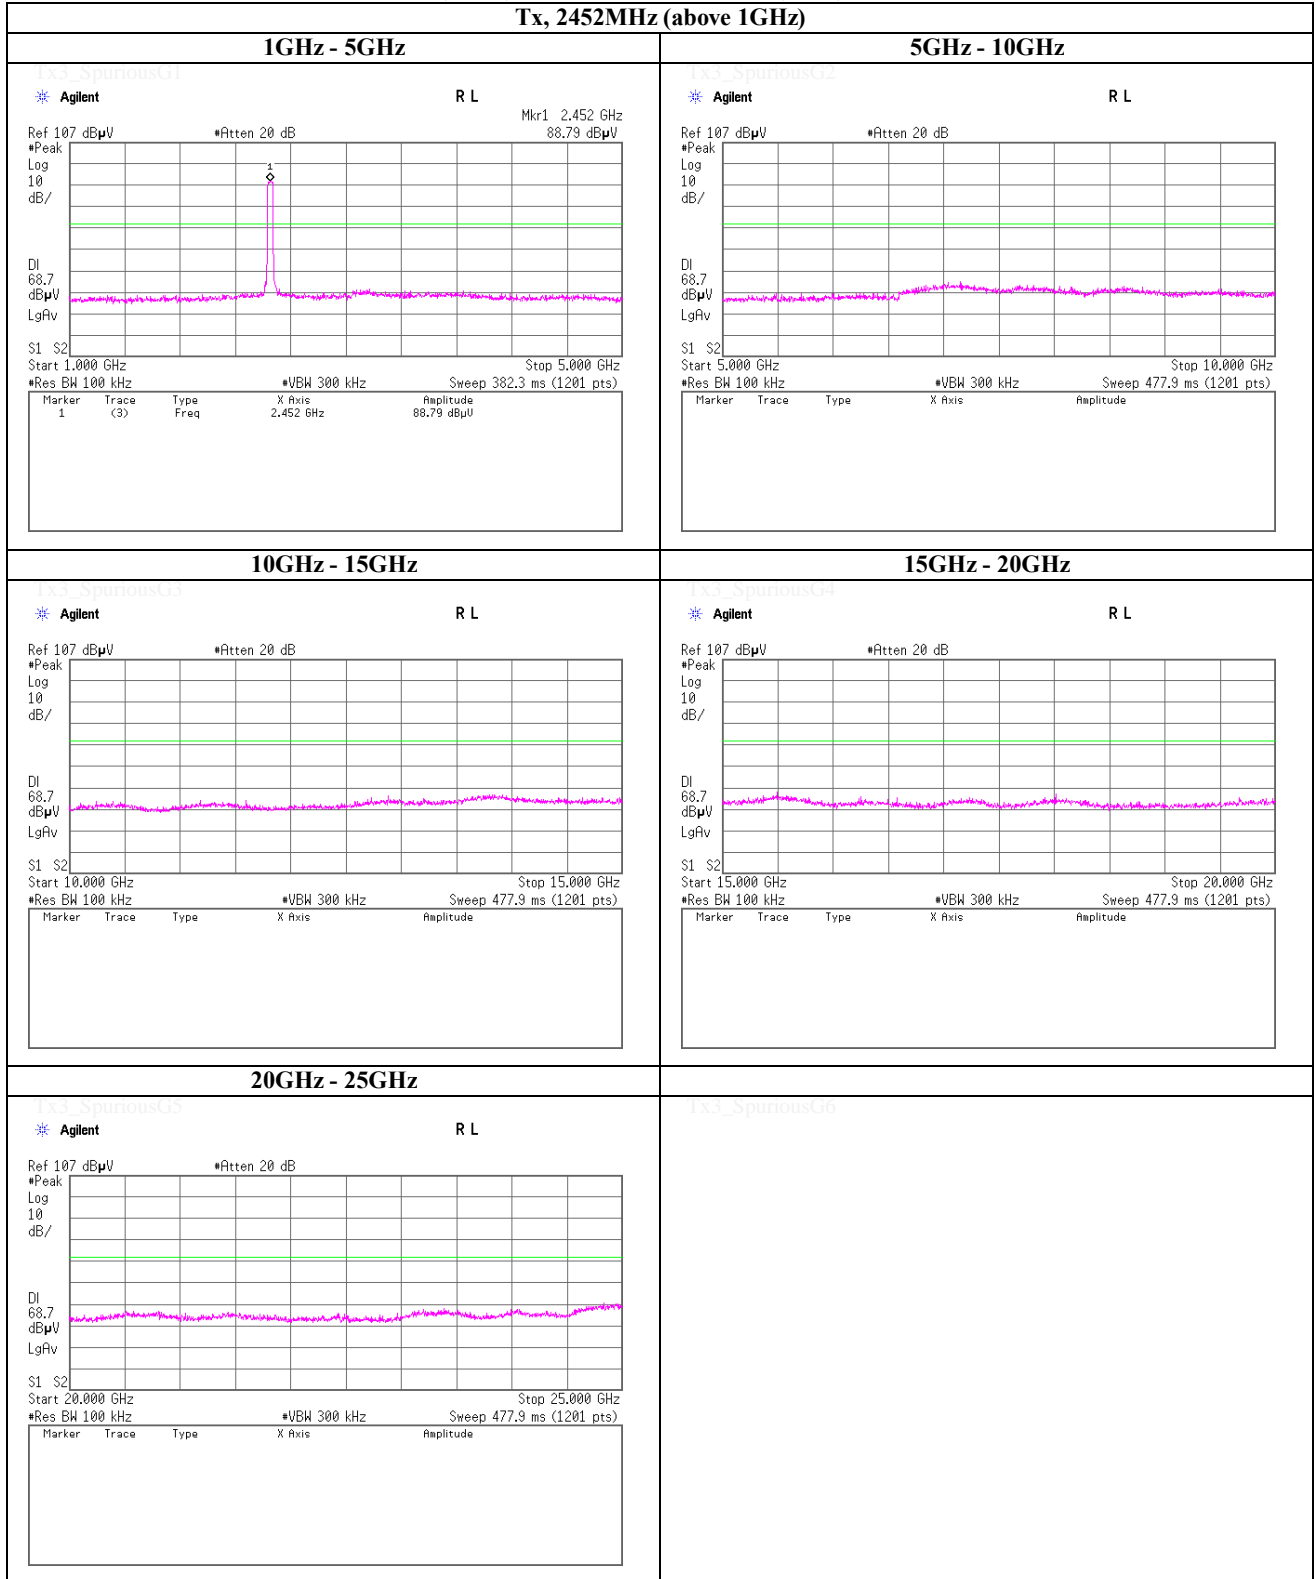 Tx, 2452MHz (above 1GHz)
1GHz - 5GHz
5GHz - 10GHz
Tx3_SpuriousG1
Agilent
R L
Mkr1 2.452 GHz
Ref 107 dBµV #Atten 20 dB 88.79 dBµV
#Peak
Log
10
dB/
1
DI
68.7
dBµV
LgAv
S1 S2
Start 1.000 GHz Stop 5.000 GHz
#Res BW 100 kHz #VBW 300 kHz Sweep 382.3 ms (1201 pts)
Marker Trace Type X Axis Amplitude
1 (3) Freq 2.452 GHz 88.79 dBµV
Tx3_SpuriousG2
Agilent
R L
Ref 107 dBµV #Atten 20 dB
#Peak
Log
10
dB/
DI
68.7
dBµV
LgAv
S1 S2
Start 5.000 GHz Stop 10.000 GHz
#Res BW 100 kHz #VBW 300 kHz Sweep 477.9 ms (1201 pts)
Marker Trace Type X Axis Amplitude
10GHz - 15GHz
15GHz - 20GHz
Tx3_SpuriousG3
Agilent
R L
Ref 107 dBµV #Atten 20 dB
#Peak
Log
10
dB/
DI
68.7
dBµV
LgAv
S1 S2
Start 10.000 GHz Stop 15.000 GHz
#Res BW 100 kHz #VBW 300 kHz Sweep 477.9 ms (1201 pts)
Marker Trace Type X Axis Amplitude
Tx3_SpuriousG4
Agilent
R L
Ref 107 dBµV #Atten 20 dB
#Peak
Log
10
dB/
DI
68.7
dBµV
LgAv
S1 S2
Start 15.000 GHz Stop 20.000 GHz
#Res BW 100 kHz #VBW 300 kHz Sweep 477.9 ms (1201 pts)
Marker Trace Type X Axis Amplitude
20GHz - 25GHz
Tx3_SpuriousG5
Agilent
R L
Ref 107 dBµV #Atten 20 dB
#Peak
Log
10
dB/
DI
68.7
dBµV
LgAv
S1 S2
Start 20.000 GHz Stop 25.000 GHz
#Res BW 100 kHz #VBW 300 kHz Sweep 477.9 ms (1201 pts)
Marker Trace Type X Axis Amplitude
Tx3_SpuriousG6